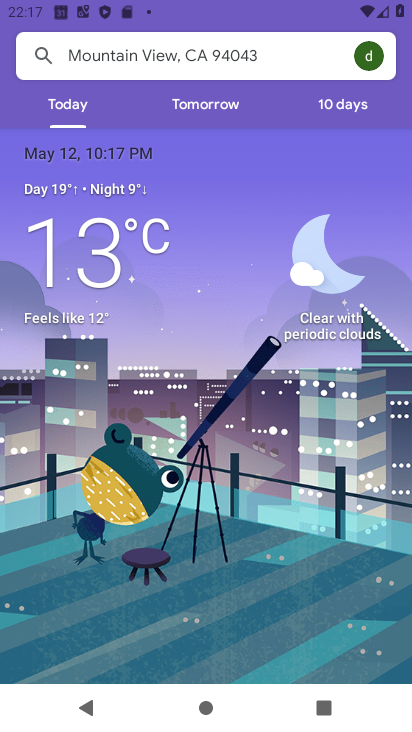 22:17
31
Mountain View, CA 94043
d
Today
Tomorrow
10 days
May 12, 10:17 PM
Day 19°↑ • Night 9°↓
13°C
Feels like 12°
Clear with
periodic clouds